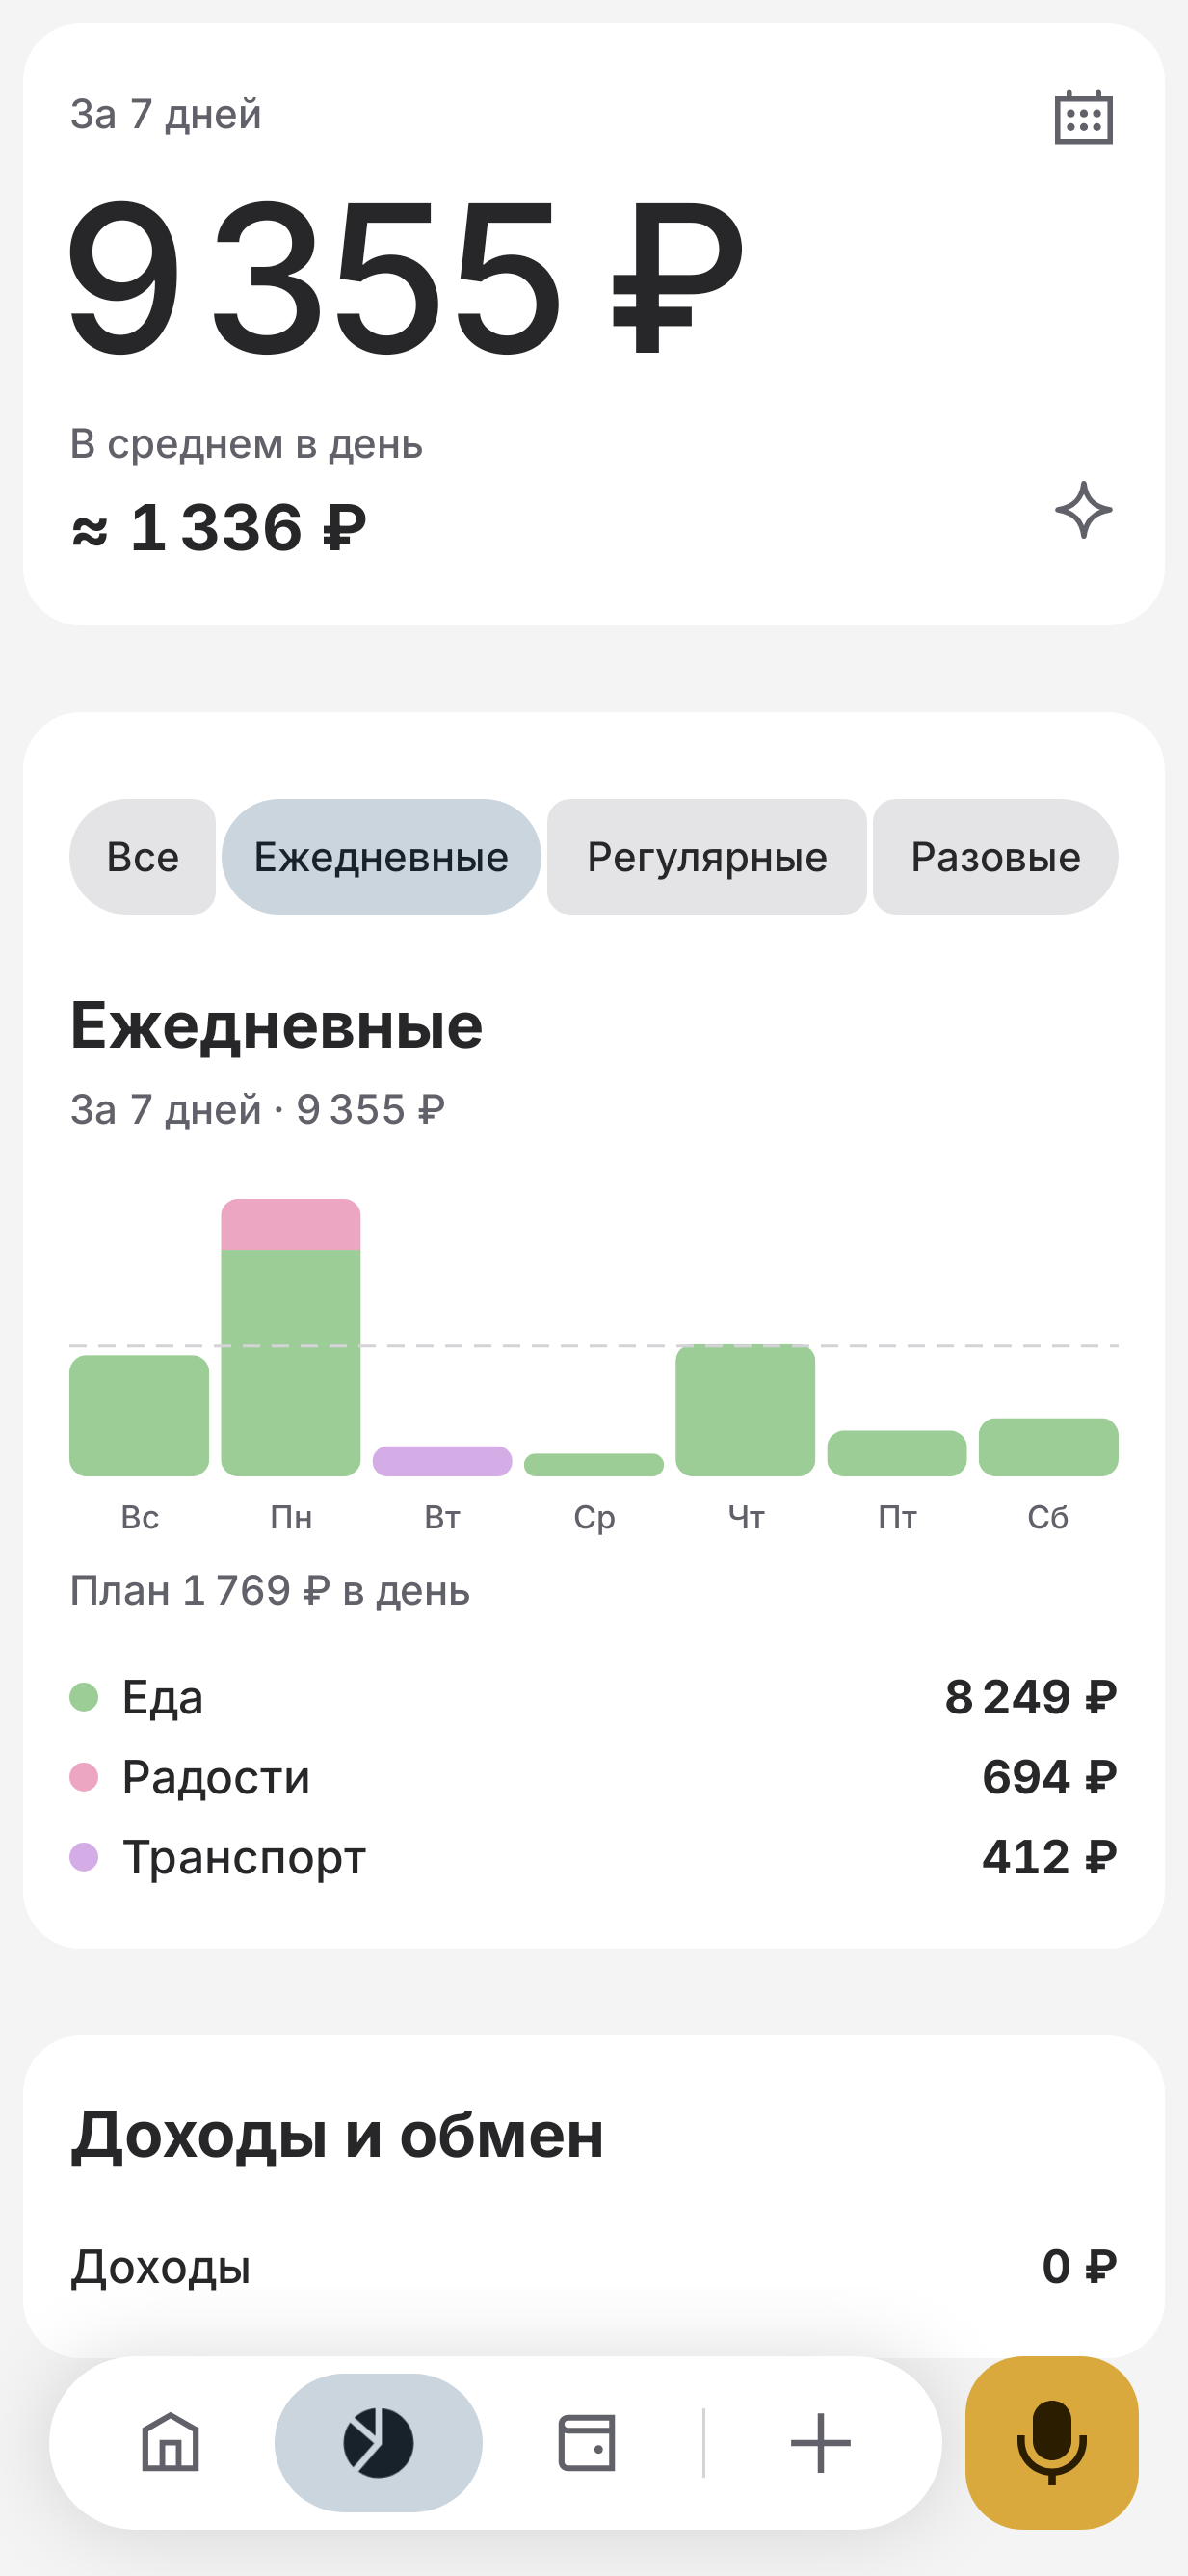 За 7 дней
9 355 ₽
В среднем в день
≈ 1 336 ₽
Все Ежедневные Регулярные Разовые
Ежедневные
За 7 дней · 9 355 ₽
Вс Пн Вт Ср Чт Пт Сб
План 1 769 ₽ в день
Еда 8 249 ₽
Радости 694 ₽
Транспорт 412 ₽
Доходы и обмен
Доходы 0 ₽